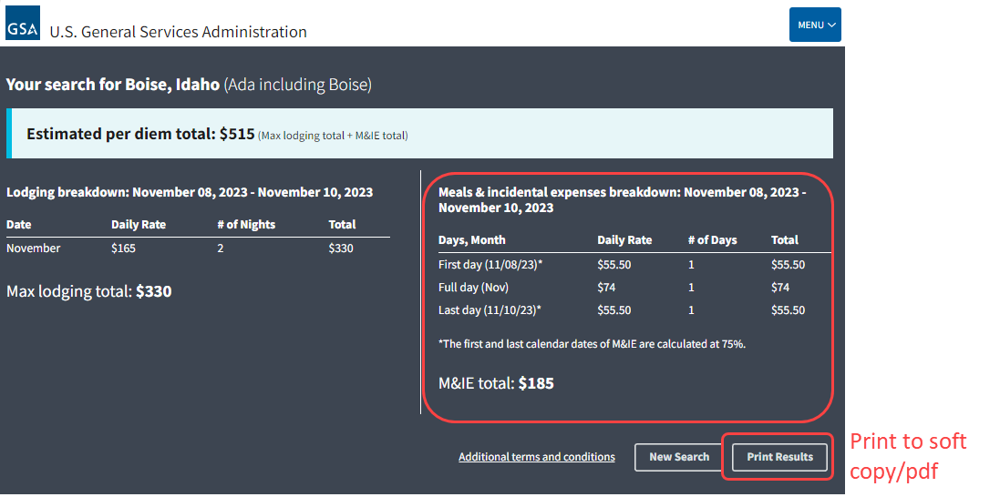 GSA
U.S. General Services Administration
MENU
Your search for Boise, Idaho (Ada including Boise)
Estimated per diem total: $515 (Max lodging total + M&IE total)
Lodging breakdown: November 08, 2023 - November 10, 2023
Date Daily Rate # of Nights Total
November $165 2 $330
Max lodging total: $330
Meals & incidental expenses breakdown: November 08, 2023 -
November 10, 2023
Days, Month Daily Rate # of Days Total
First day (11/08/23)* $55.50 1 $55.50
Full day (Nov) $74 1 $74
Last day (11/10/23)* $55.50 1 $55.50
*The first and last calendar dates of M&IE are calculated at 75%.
M&IE total: $185
Additional terms and conditions
New Search
Print Results
Print to soft
copy/pdf